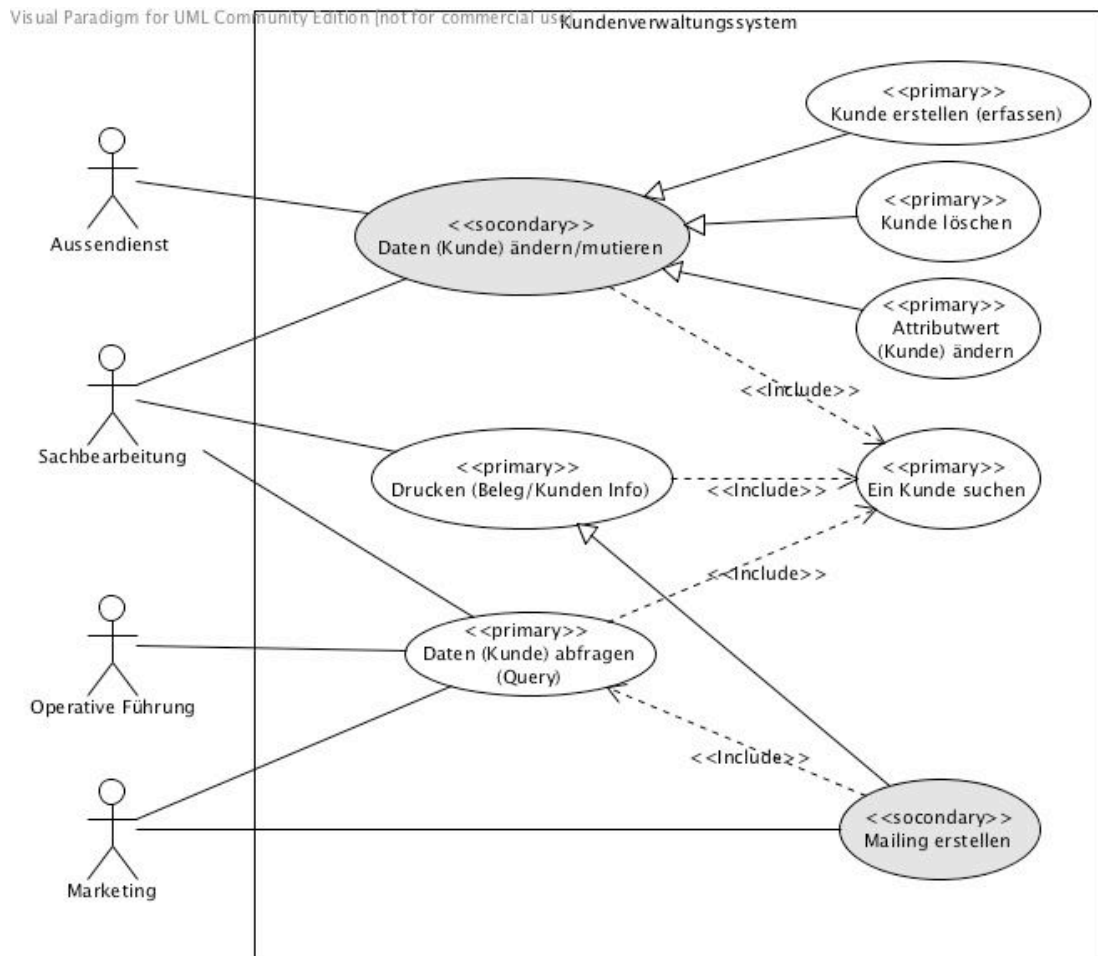 Visual Paradigm for UML Community Edition [not for commercial use]
Kundenverwaltungssystem
<<primary>>
Kunde erstellen (erfassen)
<<primary>>
Kunde löschen
<<socondary>>
Daten (Kunde) ändern/mutieren
Aussendienst
<<primary>>
Attributwert
(Kunde) ändern
<<Include>>
Sachbearbeitung
<<primary>>
Drucken (Beleg/Kunden Info)
<<Include>>
<<primary>>
Ein Kunde suchen
<<Include>>
<<primary>>
Daten (Kunde) abfragen
(Query)
Operative Führung
<<Include>>
<<socondary>>
Mailing erstellen
Marketing